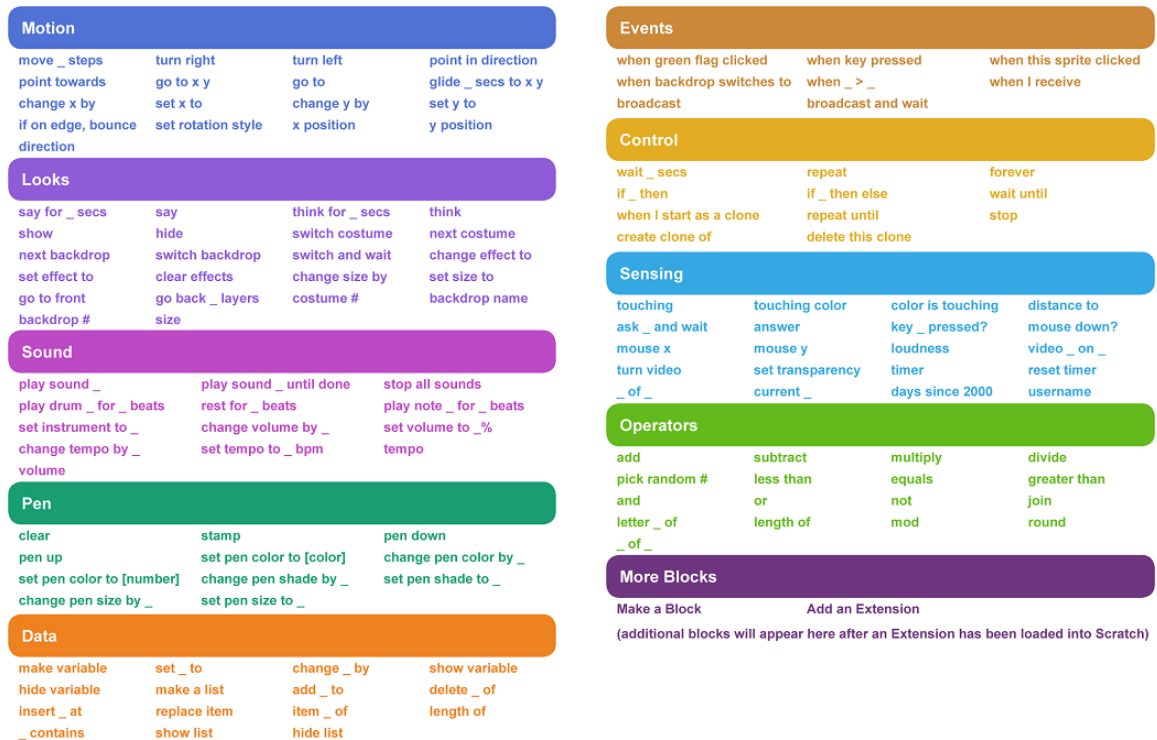 Motion
move _ steps turn right turn left point in direction
point towards go to x y go to glide _ secs to x y
change x by set x to change y by set y to
if on edge, bounce set rotation style x position y position
direction
Looks
say for _ secs say think for _ secs think
show hide switch costume next costume
next backdrop switch backdrop switch and wait change effect to
set effect to clear effects change size by set size to
go to front go back _ layers costume # backdrop name
backdrop # size
Sound
play sound _ play sound _ until done stop all sounds
play drum _ for _ beats rest for _ beats play note _ for _ beats
set instrument to _ change volume by _ set volume to _%
change tempo by _ set tempo to _ bpm tempo
volume
Pen
clear stamp pen down
pen up set pen color to [color] change pen color by _
set pen color to [number] change pen shade by _ set pen shade to _
change pen size by _ set pen size to _
Data
make variable set _ to change _ by show variable
hide variable make a list add _ to delete _ of
insert _ at replace item item _ of length of
_ contains show list hide list
Events
when green flag clicked when key pressed when this sprite clicked
when backdrop switches to when _ > _ when I receive
broadcast broadcast and wait
Control
wait _ secs repeat forever
if _ then if _ then else wait until
when I start as a clone repeat until stop
create clone of delete this clone
Sensing
touching touching color color is touching distance to
ask _ and wait answer key _ pressed? mouse down?
mouse x mouse y loudness video _ on _
turn video set transparency timer reset timer
_ of _ current _ days since 2000 username
Operators
add subtract multiply divide
pick random # less than equals greater than
and or not join
letter _ of length of mod round
_ of _
More Blocks
Make a Block Add an Extension
(additional blocks will appear here after an Extension has been loaded into Scratch)